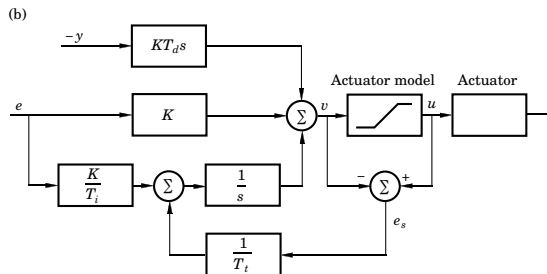 (b)
−y
KT_d s
Actuator model
Actuator
e
K
Σ
v
u
K/T_i
Σ
1/s
− Σ +
e_s
1/T_t